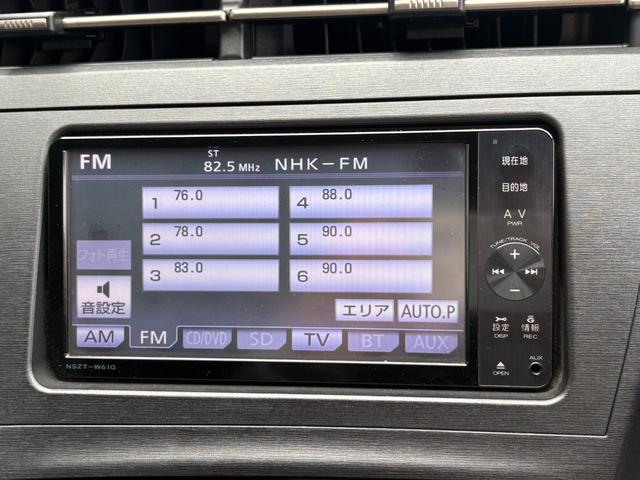 FM
ST
82.5 MHz NHK-FM
1 76.0
4 88.0
2 78.0
5 90.0
3 83.0
6 90.0
フォト再生
音設定
エリア AUTO.P
AM FM CD/DVD SD TV BT AUX
NSZT-W61G
現在地
目的地
AV
PWR
TUNE/TRACK VOL
+
−
設定 情報
DISP REC
OPEN
AUX